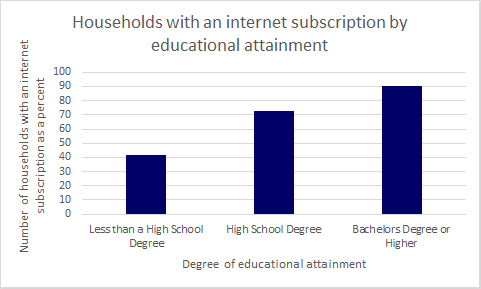 Households with an internet subscription by
educational attainment
Number of households with an internet
subscription as a percent
100
90
80
70
60
50
40
30
20
10
0
Less than a High School
Degree
High School Degree
Bachelors Degree or
Higher
Degree of educational attainment